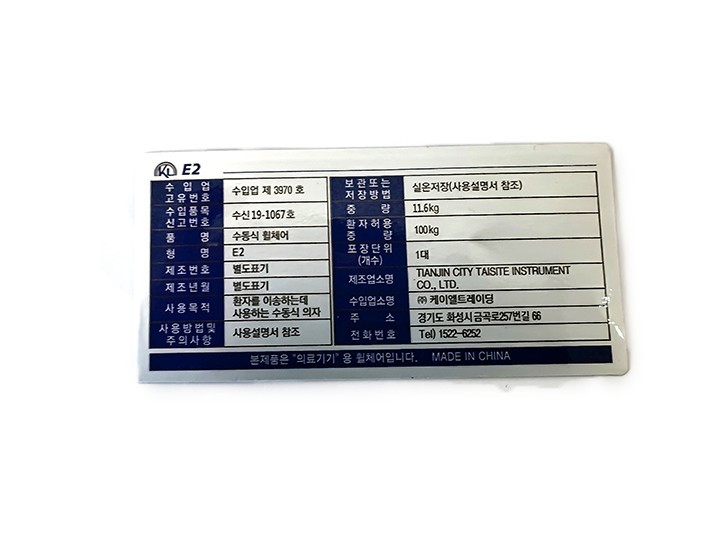 KL E2
수 입 업
고유번호
수입업 제 3970 호
수입품목
신고번호
수신 19-1067호
품 명
수동식 휠체어
형 명
E2
제조번호
별도표기
제조년월
별도표기
사용목적
환자를 이송하는데
사용하는 수동식 의자
사용방법및
주의사항
사용설명서 참조
보관또는
저장방법
실온저장(사용설명서 참조)
중 량
11.6kg
환자허용
중 량
100kg
포장단위
(개수)
1대
제조업소명
TIANJIN CITY TAISITE INSTRUMENT
CO., LTD.
수입업소명
㈜ 케이엘트레이딩
주 소
경기도 화성시 금곡로257번길 66
전화번호
Tel) 1522-6252
본제품은 "의료기기" 용 휠체어입니다. MADE IN CHINA